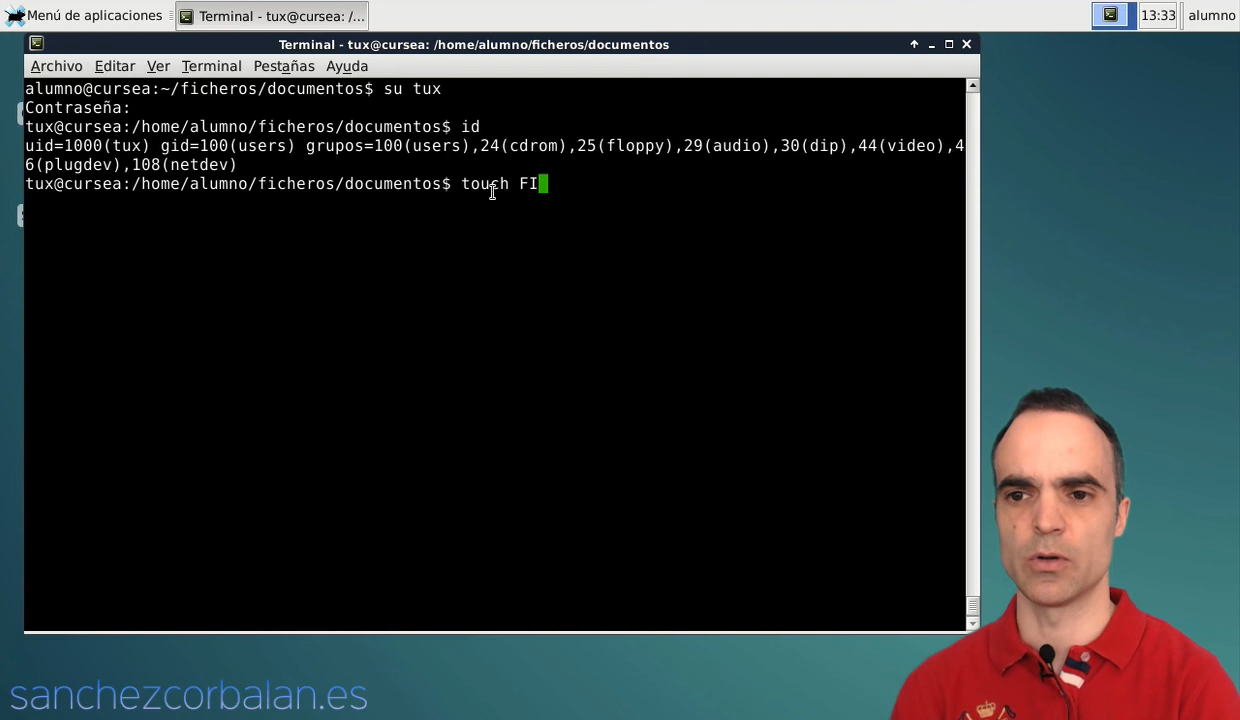 Menú de aplicaciones
Terminal - tux@cursea: /...
13:33
alumno
Terminal - tux@cursea: /home/alumno/ficheros/documentos
Archivo Editar Ver Terminal Pestañas Ayuda
alumno@cursea:~/ficheros/documentos$ su tux
Contraseña:
tux@cursea:/home/alumno/ficheros/documentos$ id
uid=1000(tux) gid=100(users) grupos=100(users),24(cdrom),25(floppy),29(audio),30(dip),44(video),4
6(plugdev),108(netdev)
tux@cursea:/home/alumno/ficheros/documentos$ touch FI
sanchezcorbalan.es